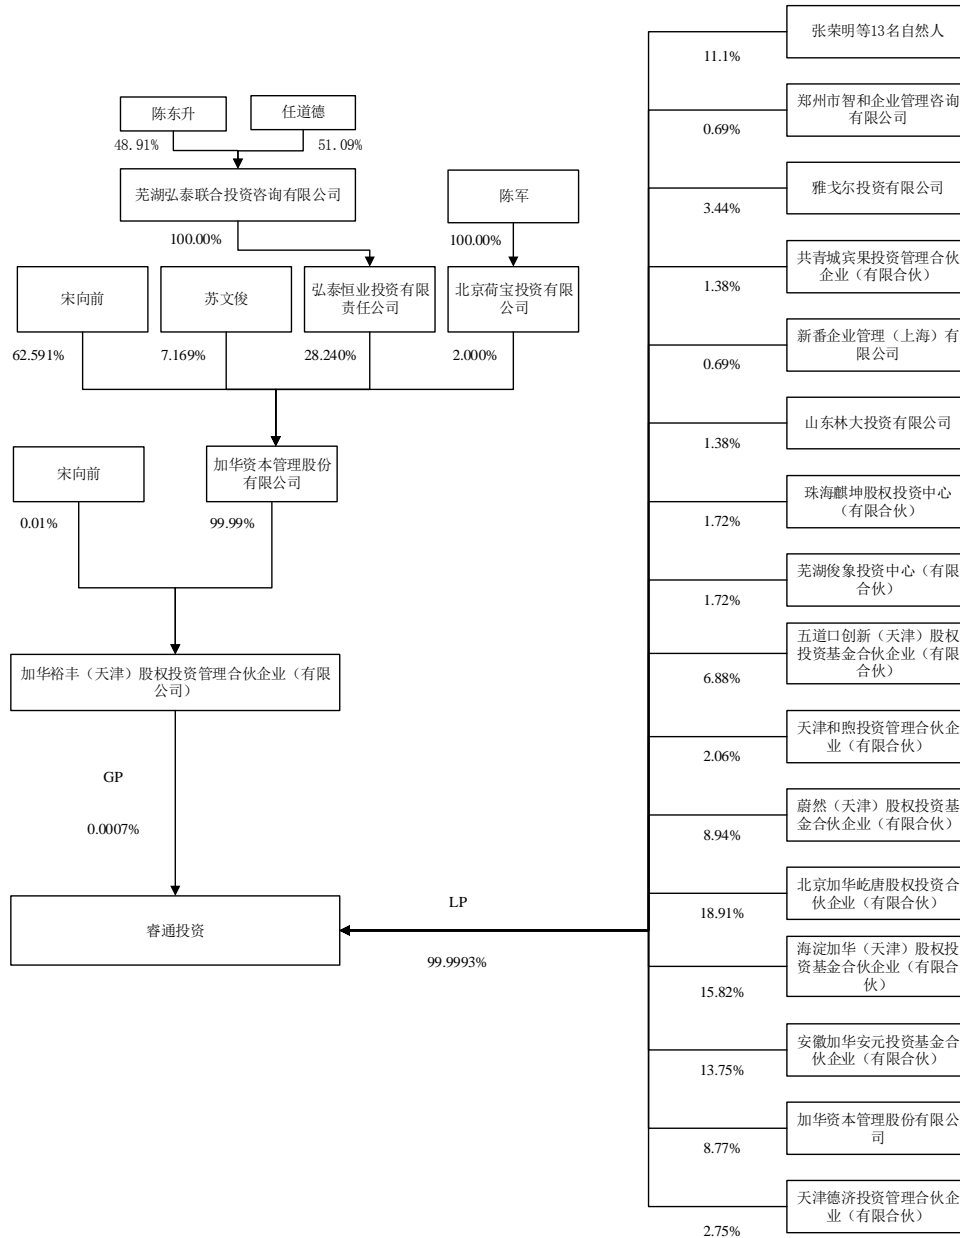 陈东升
任道德
48.91%
51.09%
芜湖弘泰联合投资咨询有限公司
陈军
100.00%
100.00%
宋向前
苏文俊
弘泰恒业投资有限
责任公司
北京荷宝投资有限
公司
62.591%
7.169%
28.240%
2.000%
宋向前
加华资本管理股份
有限公司
0.01%
99.99%
加华裕丰（天津）股权投资管理合伙企业（有限
公司）
GP
0.0007%
睿通投资
LP
99.9993%
张荣明等13名自然人
11.1%
郑州市智和企业管理咨询
有限公司
0.69%
雅戈尔投资有限公司
3.44%
共青城宾果投资管理合伙
企业（有限合伙）
1.38%
新番企业管理（上海）有
限公司
0.69%
山东林大投资有限公司
1.38%
珠海麒坤股权投资中心
（有限合伙）
1.72%
芜湖俊象投资中心（有限
合伙）
1.72%
五道口创新（天津）股权
投资基金合伙企业（有限
合伙）
6.88%
天津和煦投资管理合伙企
业（有限合伙）
2.06%
蔚然（天津）股权投资基
金合伙企业（有限合伙）
8.94%
北京加华屹唐股权投资合
伙企业（有限合伙）
18.91%
海淀加华（天津）股权投
资基金合伙企业（有限合
伙）
15.82%
安徽加华安元投资基金合
伙企业（有限合伙）
13.75%
加华资本管理股份有限公
司
8.77%
天津德济投资管理合伙企
业（有限合伙）
2.75%